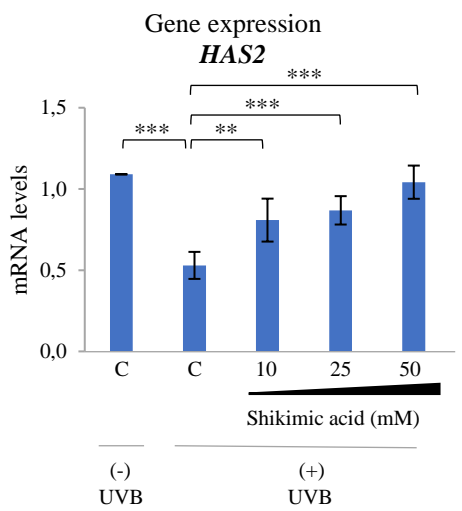 Gene expression
HAS2
***
***
*** **
1,5
1,0
0,5
0,0
mRNA levels
C C 10 25 50
Shikimic acid (mM)
(-) (+)
UVB UVB